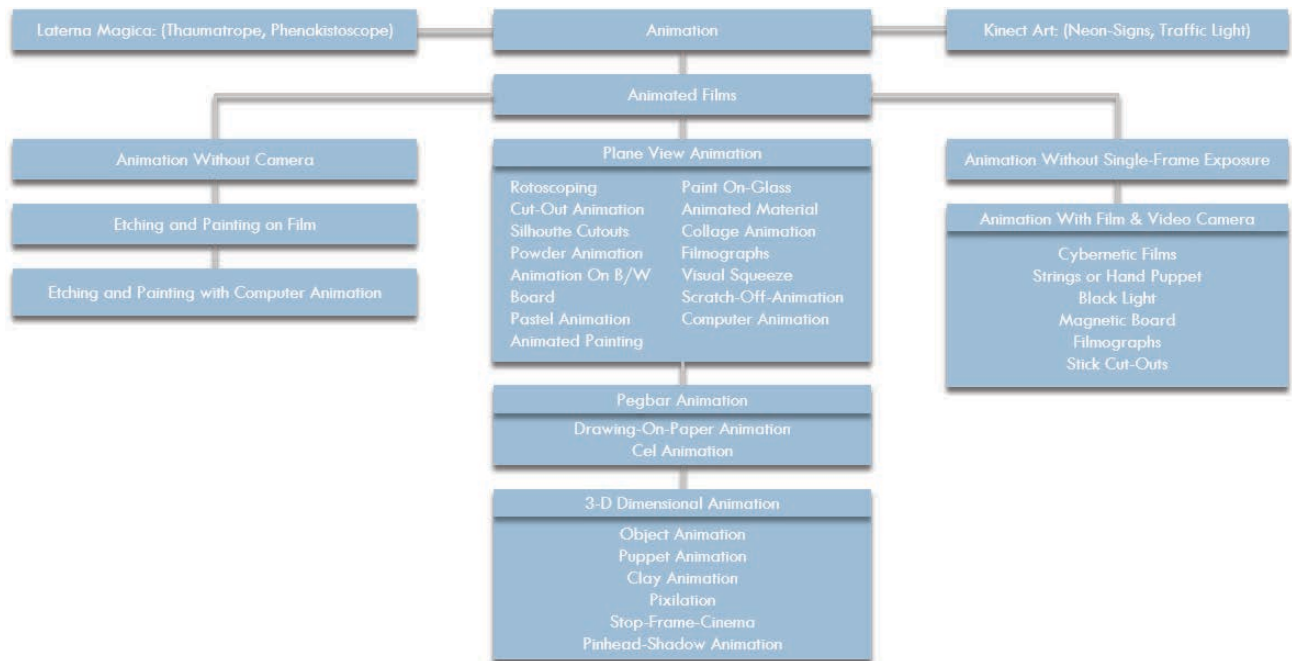 Laterna Magica: (Thaumatrope, Phenakistoscope)
Animation
Kinect Art: (Neon-Signs, Traffic Light)
Animated Films
Animation Without Camera
Etching and Painting on Film
Etching and Painting with Computer Animation
Plane View Animation
Rotoscoping
Cut-Out Animation
Silhoutte Cutouts
Powder Animation
Animation On B/W
Board
Pastel Animation
Animated Painting
Paint On-Glass
Animated Material
Collage Animation
Filmographs
Visual Squeeze
Scratch-Off-Animation
Computer Animation
Pegbar Animation
Drawing-On-Paper Animation
Cel Animation
3-D Dimensional Animation
Object Animation
Puppet Animation
Clay Animation
Pixilation
Stop-Frame-Cinema
Pinhead-Shadow Animation
Animation Without Single-Frame Exposure
Animation With Film & Video Camera
Cybernetic Films
Strings or Hand Puppet
Black Light
Magnetic Board
Filmographs
Stick Cut-Outs